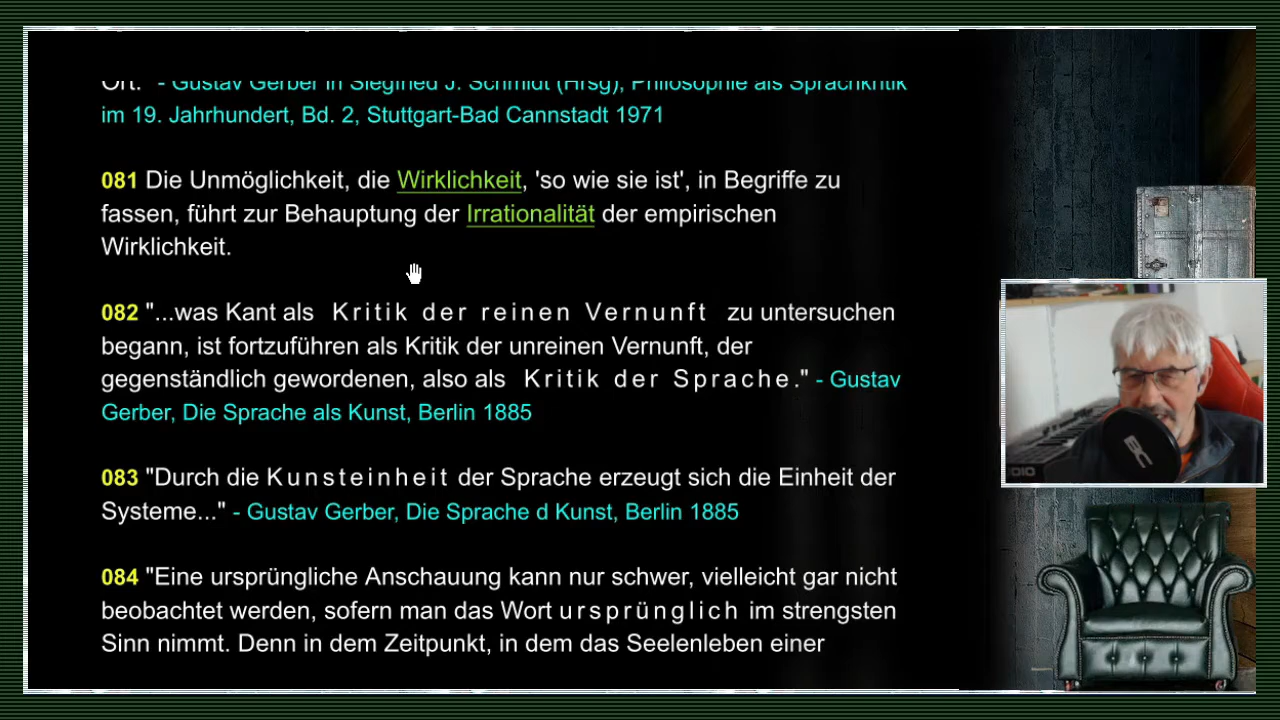 Ort." - Gustav Gerber in Siegfried J. Schmidt (Hrsg), Philosophie als Sprachkritik
im 19. Jahrhundert, Bd. 2, Stuttgart-Bad Cannstadt 1971
081 Die Unmöglichkeit, die Wirklichkeit, 'so wie sie ist', in Begriffe zu
fassen, führt zur Behauptung der Irrationalität der empirischen
Wirklichkeit.
082 "...was Kant als Kritik der reinen Vernunft zu untersuchen
begann, ist fortzuführen als Kritik der unreinen Vernunft, der
gegenständlich gewordenen, also als Kritik der Sprache." - Gustav
Gerber, Die Sprache als Kunst, Berlin 1885
083 "Durch die Kunsteinheit der Sprache erzeugt sich die Einheit der
Systeme..." - Gustav Gerber, Die Sprache d Kunst, Berlin 1885
084 "Eine ursprüngliche Anschauung kann nur schwer, vielleicht gar nicht
beobachtet werden, sofern man das Wort ursprünglich im strengsten
Sinn nimmt. Denn in dem Zeitpunkt, in dem das Seelenleben einer